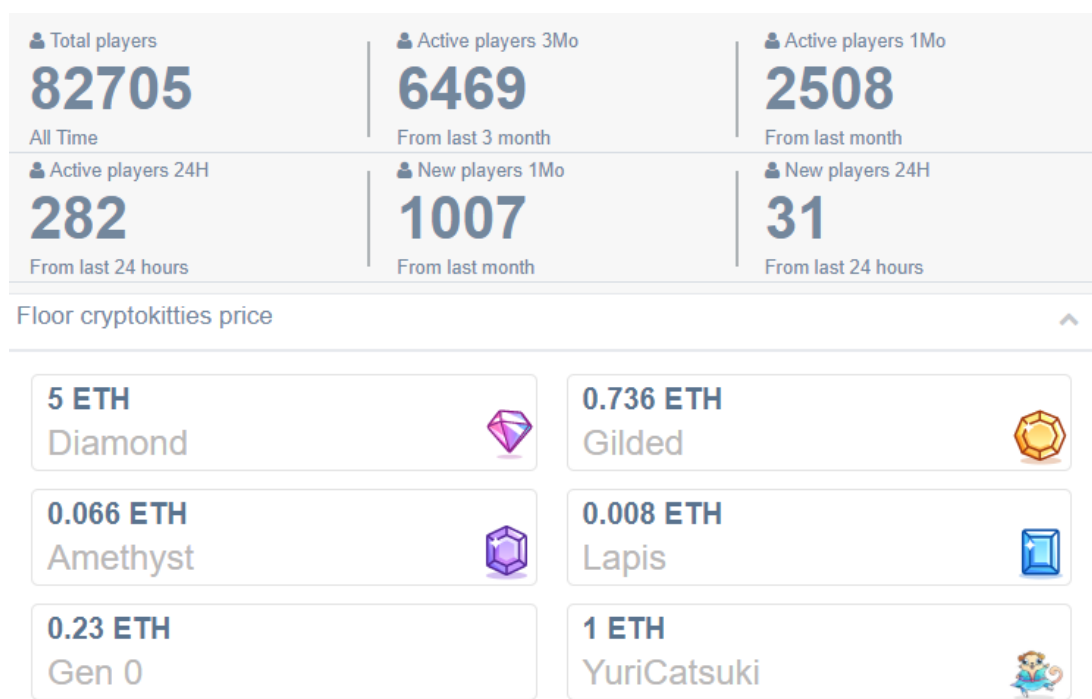 Total players
Active players 3Mo
Active players 1Mo
82705
6469
2508
All Time
From last 3 month
From last month
Active players 24H
New players 1Mo
New players 24H
282
1007
31
From last 24 hours
From last month
From last 24 hours
Floor cryptokitties price
5 ETH
Diamond
0.736 ETH
Gilded
0.066 ETH
Amethyst
0.008 ETH
Lapis
0.23 ETH
Gen 0
1 ETH
YuriCatsuki